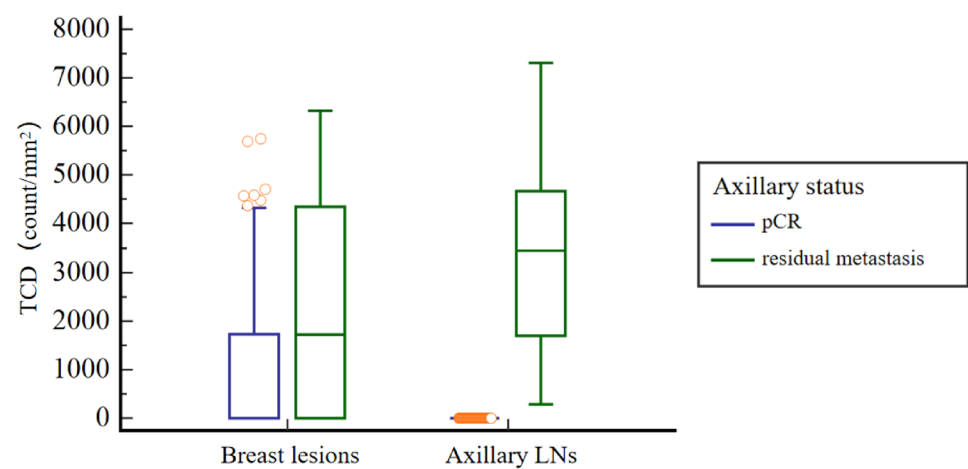 TCD (count/mm²)
8000
7000
6000
5000
4000
3000
2000
1000
0
Breast lesions
Axillary LNs
Axillary status
pCR
residual metastasis